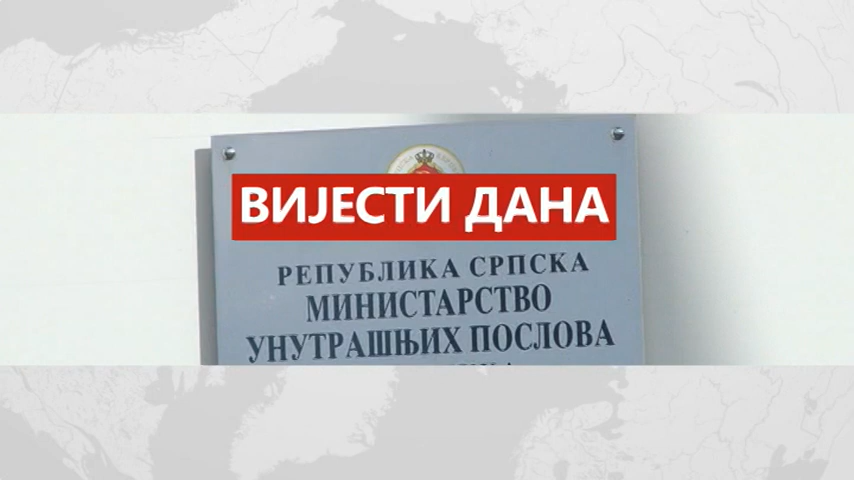 ВИЈЕСТИ ДАНА
РЕПУБЛИКА СРПСКА
МИНИСТАРСТВО
УНУТРАШЊИХ ПОСЛОВА